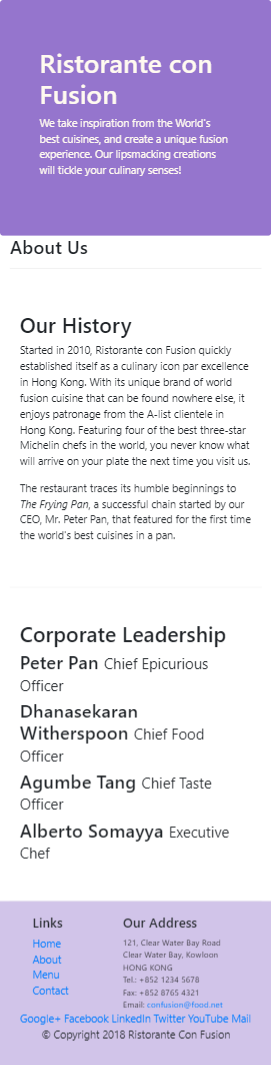 Ristorante con
Fusion
We take inspiration from the World's
best cuisines, and create a unique fusion
experience. Our lipsmacking creations
will tickle your culinary senses!
About Us
Our History
Started in 2010, Ristorante con Fusion quickly
established itself as a culinary icon par excellence
in Hong Kong. With its unique brand of world
fusion cuisine that can be found nowhere else, it
enjoys patronage from the A-list clientele in
Hong Kong. Featuring four of the best three-star
Michelin chefs in the world, you never know what
will arrive on your plate the next time you visit us.
The restaurant traces its humble beginnings to
The Frying Pan, a successful chain started by our
CEO, Mr. Peter Pan, that featured for the first time
the world's best cuisines in a pan.
Corporate Leadership
Peter Pan Chief Epicurious
Officer
Dhanasekaran
Witherspoon Chief Food
Officer
Agumbe Tang Chief Taste
Officer
Alberto Somayya Executive
Chef
Links
Home
About
Menu
Contact
Our Address
121, Clear Water Bay Road
Clear Water Bay, Kowloon
HONG KONG
Tel.: +852 1234 5678
Fax: +852 8765 4321
Email: confusion@food.net
Google+ Facebook LinkedIn Twitter YouTube Mail
© Copyright 2018 Ristorante Con Fusion